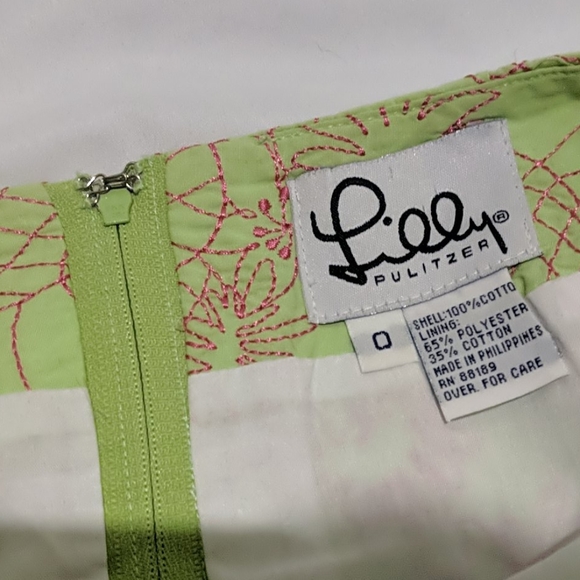 Lilly®
PULITZER
0
SHELL:100%COTTO
LINING:
65% POLYESTER
35% COTTON
MADE IN PHILIPPINES
RN 88189
OVER FOR CARE